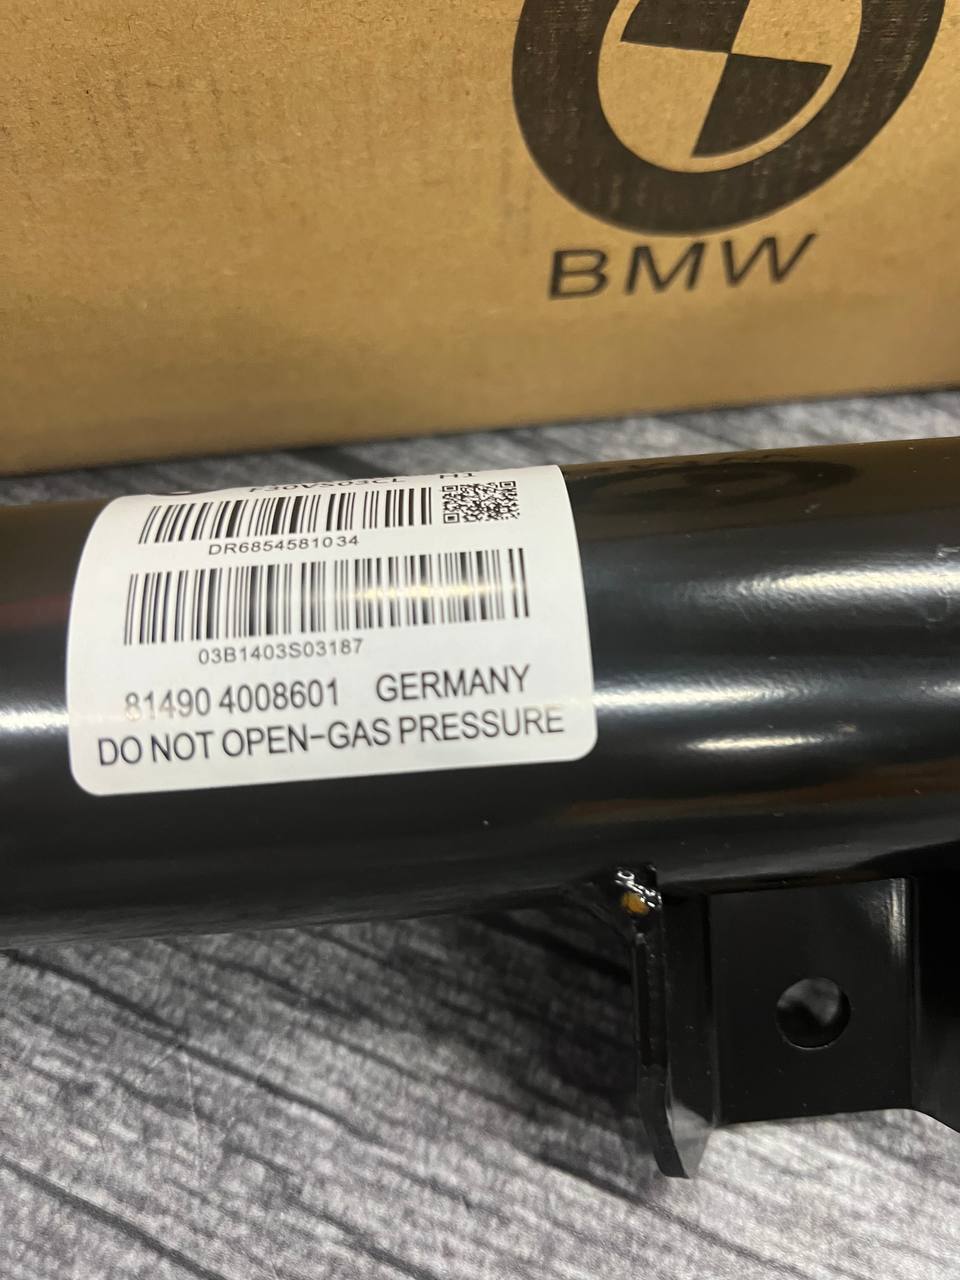 BMW
DR6854581034
03B1403S03187
81490 4008601 GERMANY
DO NOT OPEN-GAS PRESSURE